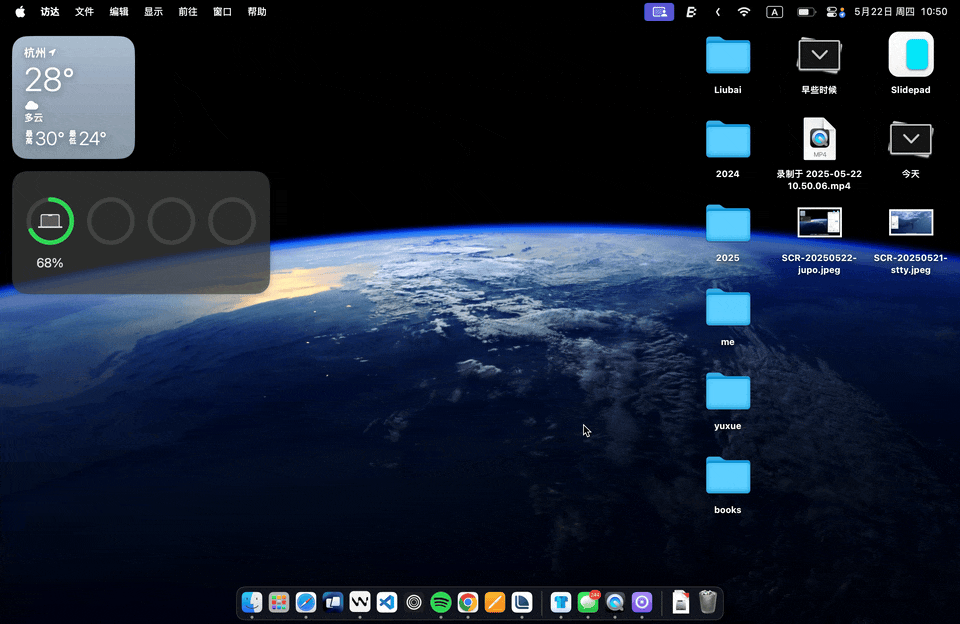 访达 文件 编辑 显示 前往 窗口 帮助
A
5月22日 周四 10:50
杭州
28°
多云
最高30° 最低24°
68%
Liubai
早些时候
Slidepad
2024
MP4
录制于 2025-05-22
10.50.06.mp4
今天
2025
SCR-20250522-
jupo.jpeg
SCR-20250521-
stty.jpeg
me
yuxue
books
244